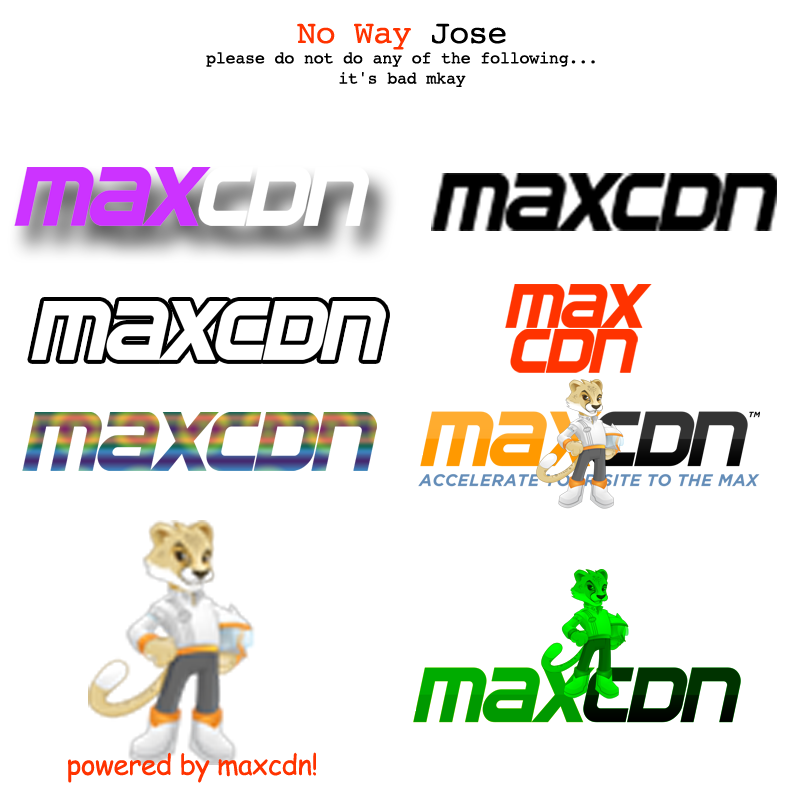 No Way Jose
please do not do any of the following...
it's bad mkay
maxcdn
maxcdn
maxcdn
max
cdn
maxcdn
maxcdn™
ACCELERATE YOUR SITE TO THE MAX
powered by maxcdn!
maxcdn